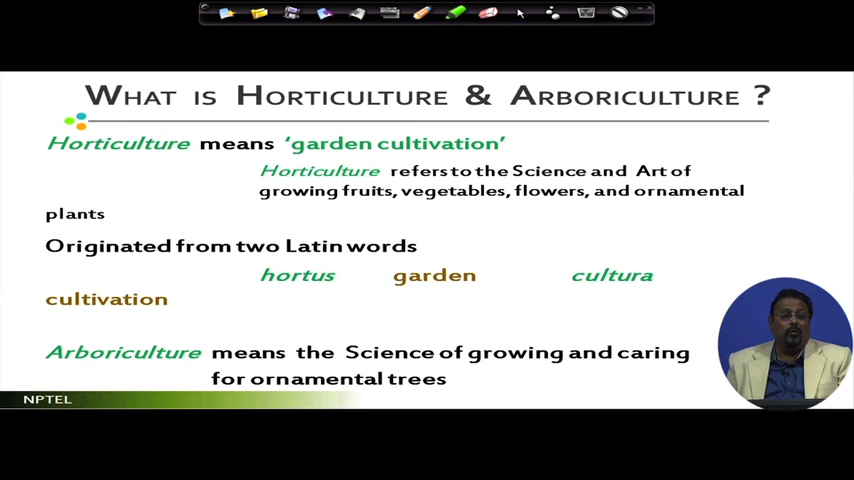 What is Horticulture & Arboriculture ?
Horticulture means ‘garden cultivation’
Horticulture refers to the Science and Art of
growing fruits, vegetables, flowers, and ornamental
plants
Originated from two Latin words
hortus garden cultura
cultivation
Arboriculture means the Science of growing and caring
for ornamental trees
NPTEL